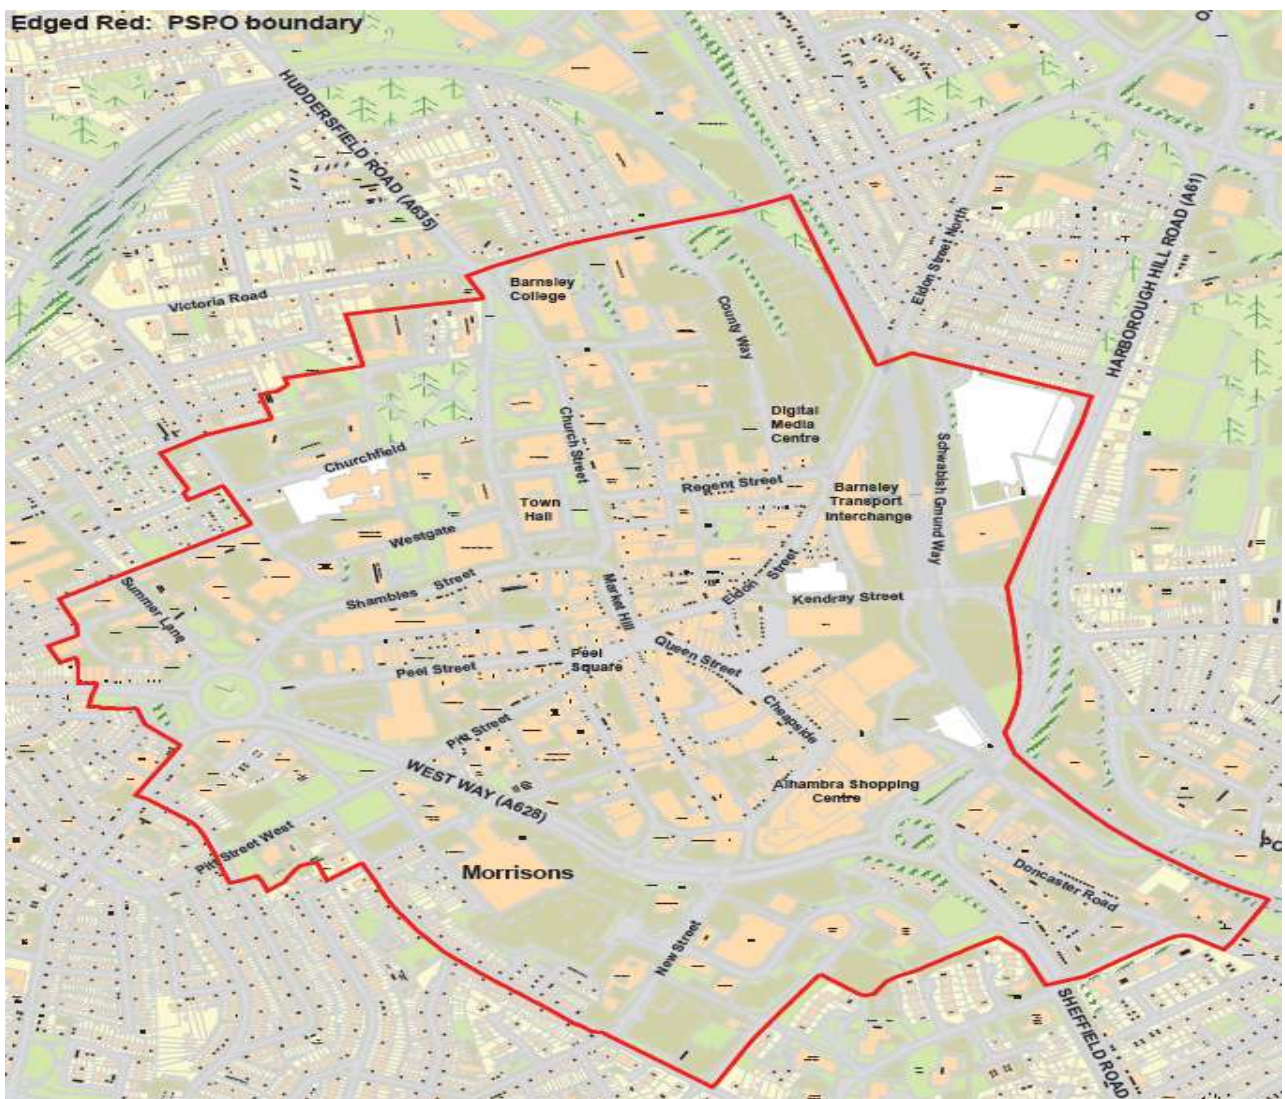 Edged Red: PSPO boundary
HUDDERSFIELD ROAD (A635)
Eldon Street North
HARBOROUGH HILL ROAD (A61)
Victoria Road
Barnsley
College
County Way
Church Street
Digital
Media
Centre
Churchfield
Regent Street
Barnsley
Transport
Interchange
Schwabish Gmund Way
Town
Hall
Westgate
Shambles Street
Market Hill
Eldon Street
Kendray Street
Summer Lane
Peel Street
Peel
Square
Queen Street
Cheapside
Pitt Street
WEST WAY (A628)
Alhambra Shopping
Centre
Pitt Street West
Morrisons
Doncaster Road
New Street
SHEFFIELD ROAD